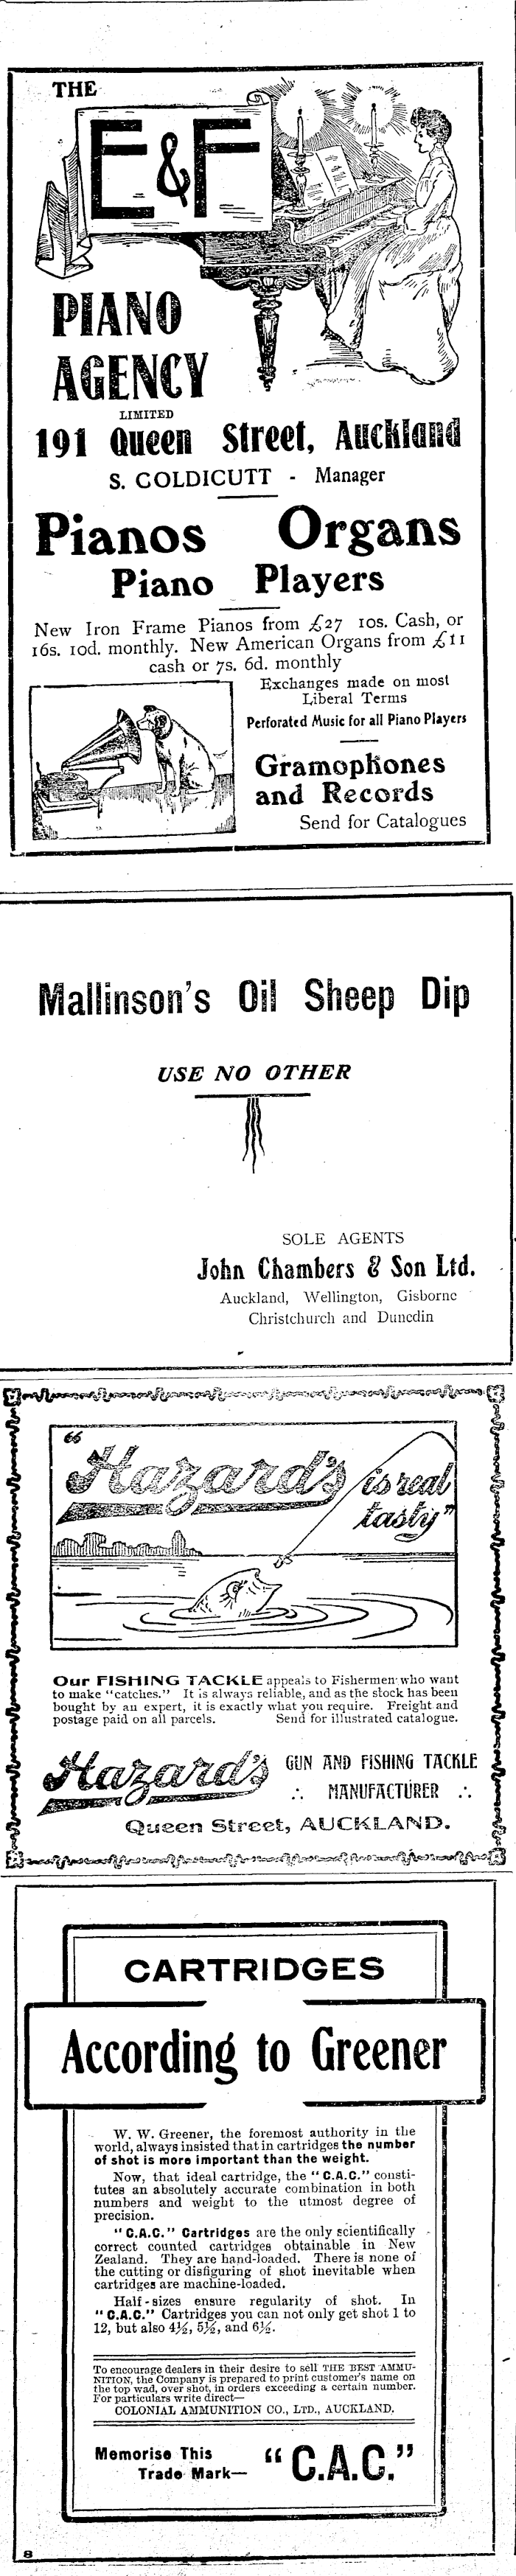 THE
E & F
PIANO
AGENCY
LIMITED
191 Queen Street, Auckland
S. COLDICUTT - Manager
Pianos Organs
Piano Players
New Iron Frame Pianos from £27 10s. Cash, or
16s. 10d. monthly. New American Organs from £11
cash or 7s. 6d. monthly
Exchanges made on most
Liberal Terms
Perforated Music for all Piano Players
Gramophones
and Records
Send for Catalogues
Mallinson's Oil Sheep Dip
USE NO OTHER
SOLE AGENTS
John Chambers & Son Ltd.
Auckland, Wellington, Gisborne
Christchurch and Dunedin
"Hazard's is real
tasty"
Our FISHING TACKLE appeals to Fishermen who want
to make "catches." It is always reliable, and as the stock has been
bought by an expert, it is exactly what you require. Freight and
postage paid on all parcels. Send for illustrated catalogue.
Hazard's GUN AND FISHING TACKLE
∴ MANUFACTURER ∴
Queen Street, AUCKLAND.
CARTRIDGES
According to Greener
W. W. Greener, the foremost authority in the
world, always insisted that in cartridges the number
of shot is more important than the weight.
Now, that ideal cartridge, the "C.A.C." consti-
tutes an absolutely accurate combination in both
numbers and weight to the utmost degree of
precision.
"C.A.C." Cartridges are the only scientifically
correct counted cartridges obtainable in New
Zealand. They are hand-loaded. There is none of
the cutting or disfiguring of shot inevitable when
cartridges are machine-loaded.
Half-sizes ensure regularity of shot. In
"C.A.C." Cartridges you can not only get shot 1 to
12, but also 4½, 5½, and 6½.
To encourage dealers in their desire to sell THE BEST AMMU-
NITION, the Company is prepared to print customer's name on
the top wad, over shot, in orders exceeding a certain number.
For particulars write direct—
COLONIAL AMMUNITION CO., LTD., AUCKLAND.
Memorise This
Trade Mark— "C.A.C."
8